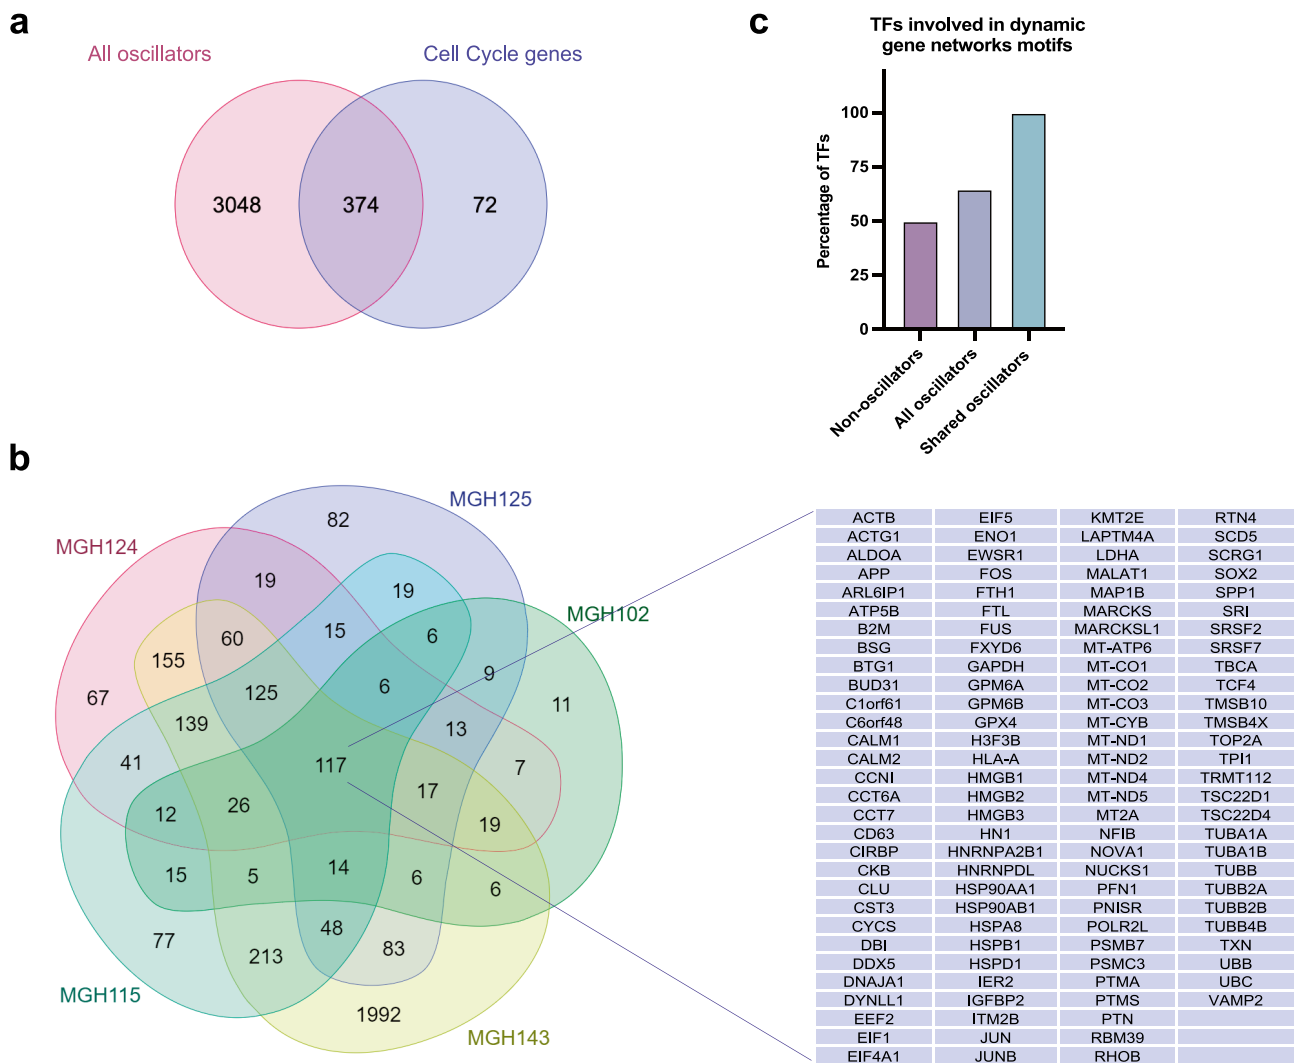 a
All oscillators
Cell Cycle genes
3048
374
72
c
TFs involved in dynamic
gene networks motifs
Percentage of TFs
100
75
50
25
0
Non-oscillators
All oscillators
Shared oscillators
b
MGH125
MGH124
MGH102
MGH115
MGH143
82
19
19
15
6
60
155
6
9
125
11
67
139
13
41
117
7
17
26
12
19
14
15
5
6
6
48
77
83
213
1992
ACTB EIF5 KMT2E RTN4
ACTG1 ENO1 LAPTM4A SCD5
ALDOA EWSR1 LDHA SCRG1
APP FOS MALAT1 SOX2
ARL6IP1 FTH1 MAP1B SPP1
ATP5B FTL MARCKS SRI
B2M FUS MARCKSL1 SRSF2
BSG FXYD6 MT-ATP6 SRSF7
BTG1 GAPDH MT-CO1 TBCA
BUD31 GPM6A MT-CO2 TCF4
C1orf61 GPM6B MT-CO3 TMSB10
C6orf48 GPX4 MT-CYB TMSB4X
CALM1 H3F3B MT-ND1 TOP2A
CALM2 HLA-A MT-ND2 TPI1
CCNI HMGB1 MT-ND4 TRMT112
CCT6A HMGB2 MT-ND5 TSC22D1
CCT7 HMGB3 MT2A TSC22D4
CD63 HN1 NFIB TUBA1A
CIRBP HNRNPA2B1 NOVA1 TUBA1B
CKB HNRNPDL NUCKS1 TUBB
CLU HSP90AA1 PFN1 TUBB2A
CST3 HSP90AB1 PNISR TUBB2B
CYCS HSPA8 POLR2L TUBB4B
DBI HSPB1 PSMB7 TXN
DDX5 HSPD1 PSMC3 UBB
DNAJA1 IER2 PTMA UBC
DYNLL1 IGFBP2 PTMS VAMP2
EEF2 ITM2B PTN
EIF1 JUN RBM39
EIF4A1 JUNB RHOB